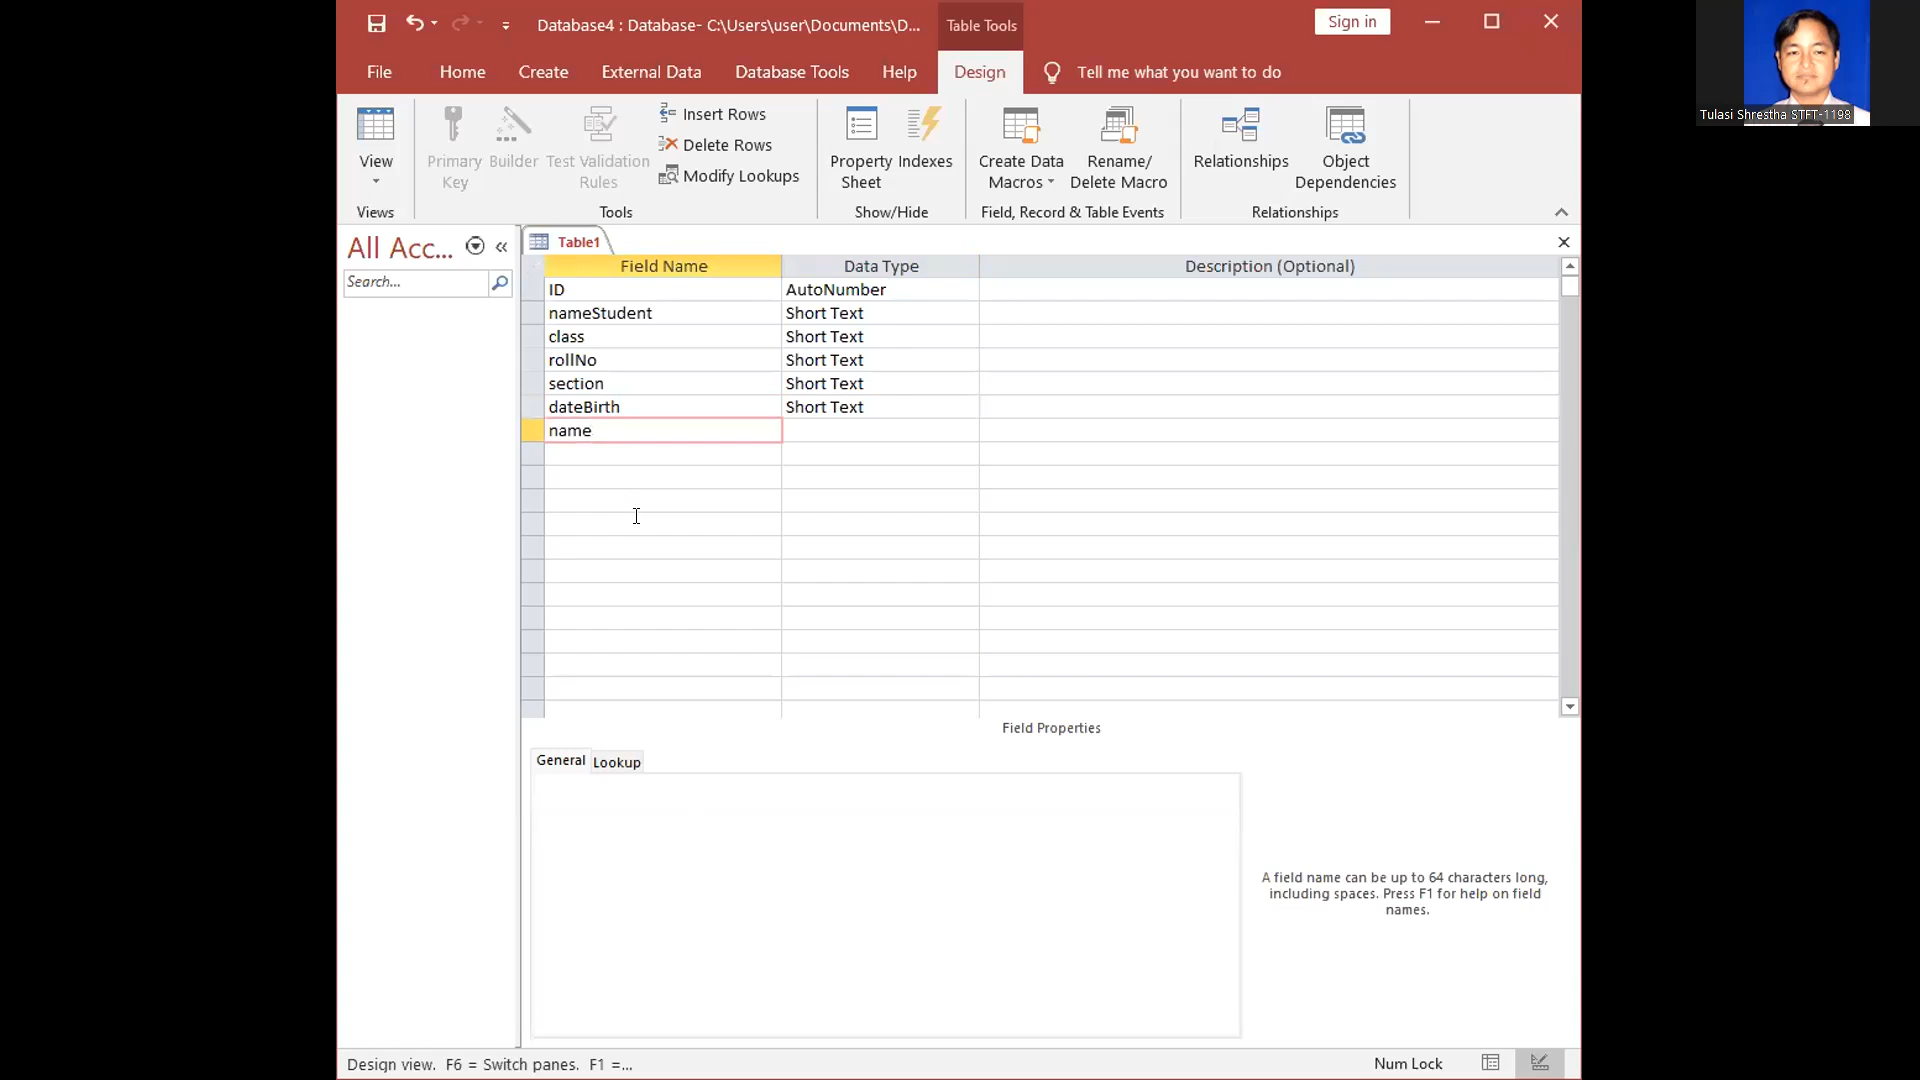 Database4 : Database- C:\Users\user\Documents\D...
Table Tools
Sign in
File
Home
Create
External Data
Database Tools
Help
Design
Tell me what you want to do
View
Primary Key
Builder
Test Validation Rules
Insert Rows
Delete Rows
Modify Lookups
Property Sheet
Indexes
Create Data Macros
Rename/ Delete Macro
Relationships
Object Dependencies
Views
Tools
Show/Hide
Field, Record & Table Events
Relationships
All Acc...
Search...
Table1
Field Name
Data Type
Description (Optional)
ID AutoNumber
nameStudent Short Text
class Short Text
rollNo Short Text
section Short Text
dateBirth Short Text
name
Field Properties
General
Lookup
A field name can be up to 64 characters long,
including spaces. Press F1 for help on field
names.
Design view. F6 = Switch panes. F1 =...
Num Lock
Tulasi Shrestha STFT-1198